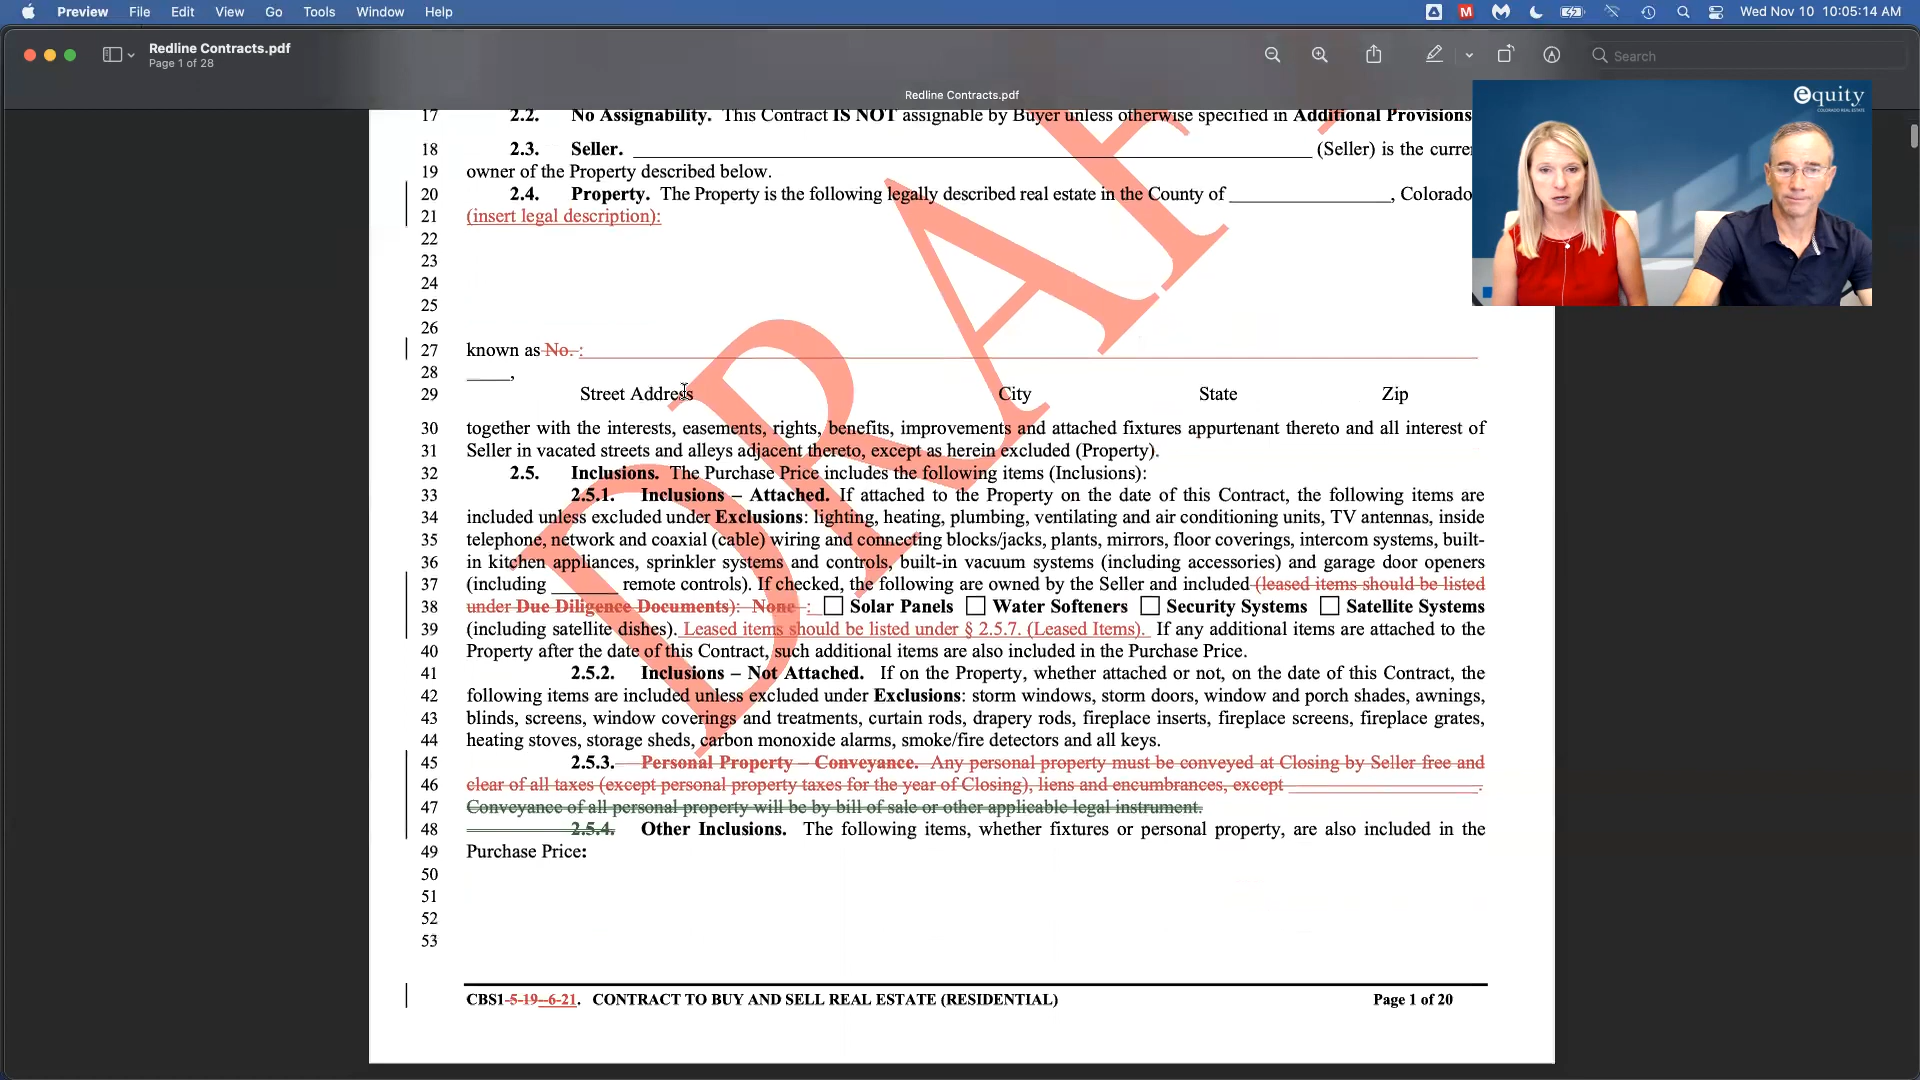 Preview File Edit View Go Tools Window Help
M
Wed Nov 10 10:05:14 AM
Redline Contracts.pdf
Page 1 of 28
Search
Redline Contracts.pdf
equity
COLORADO REAL ESTATE
17 2.2. No Assignability. This Contract IS NOT assignable by Buyer unless otherwise specified in Additional Provisions
18 2.3. Seller. ______ (Seller) is the curre
19 owner of the Property described below.
20 2.4. Property. The Property is the following legally described real estate in the County of ______, Colorado
21 (insert legal description):
22
23
24
25
26
27 known as No. :______
28 _____,
29 Street Address City State Zip
30 together with the interests, easements, rights, benefits, improvements and attached fixtures appurtenant thereto and all interest of
31 Seller in vacated streets and alleys adjacent thereto, except as herein excluded (Property).
32 2.5. Inclusions. The Purchase Price includes the following items (Inclusions):
33 2.5.1. Inclusions – Attached. If attached to the Property on the date of this Contract, the following items are
34 included unless excluded under Exclusions: lighting, heating, plumbing, ventilating and air conditioning units, TV antennas, inside
35 telephone, network and coaxial (cable) wiring and connecting blocks/jacks, plants, mirrors, floor coverings, intercom systems, built-
36 in kitchen appliances, sprinkler systems and controls, built-in vacuum systems (including accessories) and garage door openers
37 (including ______ remote controls). If checked, the following are owned by the Seller and included (leased items should be listed
38 under Due Diligence Documents): None : ☐ Solar Panels ☐ Water Softeners ☐ Security Systems ☐ Satellite Systems
39 (including satellite dishes). Leased items should be listed under § 2.5.7. (Leased Items). If any additional items are attached to the
40 Property after the date of this Contract, such additional items are also included in the Purchase Price.
41 2.5.2. Inclusions – Not Attached. If on the Property, whether attached or not, on the date of this Contract, the
42 following items are included unless excluded under Exclusions: storm windows, storm doors, window and porch shades, awnings,
43 blinds, screens, window coverings and treatments, curtain rods, drapery rods, fireplace inserts, fireplace screens, fireplace grates,
44 heating stoves, storage sheds, carbon monoxide alarms, smoke/fire detectors and all keys.
45 2.5.3. Personal Property – Conveyance. Any personal property must be conveyed at Closing by Seller free and
46 clear of all taxes (except personal property taxes for the year of Closing), liens and encumbrances, except ______.
47 Conveyance of all personal property will be by bill of sale or other applicable legal instrument.
48 2.5.4. Other Inclusions. The following items, whether fixtures or personal property, are also included in the
49 Purchase Price:
50
51
52
53
CBS1-5-19--6-21. CONTRACT TO BUY AND SELL REAL ESTATE (RESIDENTIAL) Page 1 of 20
DRAF